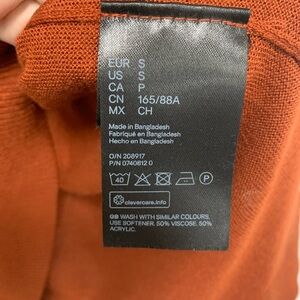 EUR S
US S
CA P
CN 165/88A
MX CH
Made in Bangladesh
Fabriqué en Bangladesh
Hecho en Bangladesh
O/N 208917
P/N 0740812 0
40 P
clevercare.info
GB WASH WITH SIMILAR COLOURS,
USE SOFTENER. 50% VISCOSE. 50%
ACRYLIC.